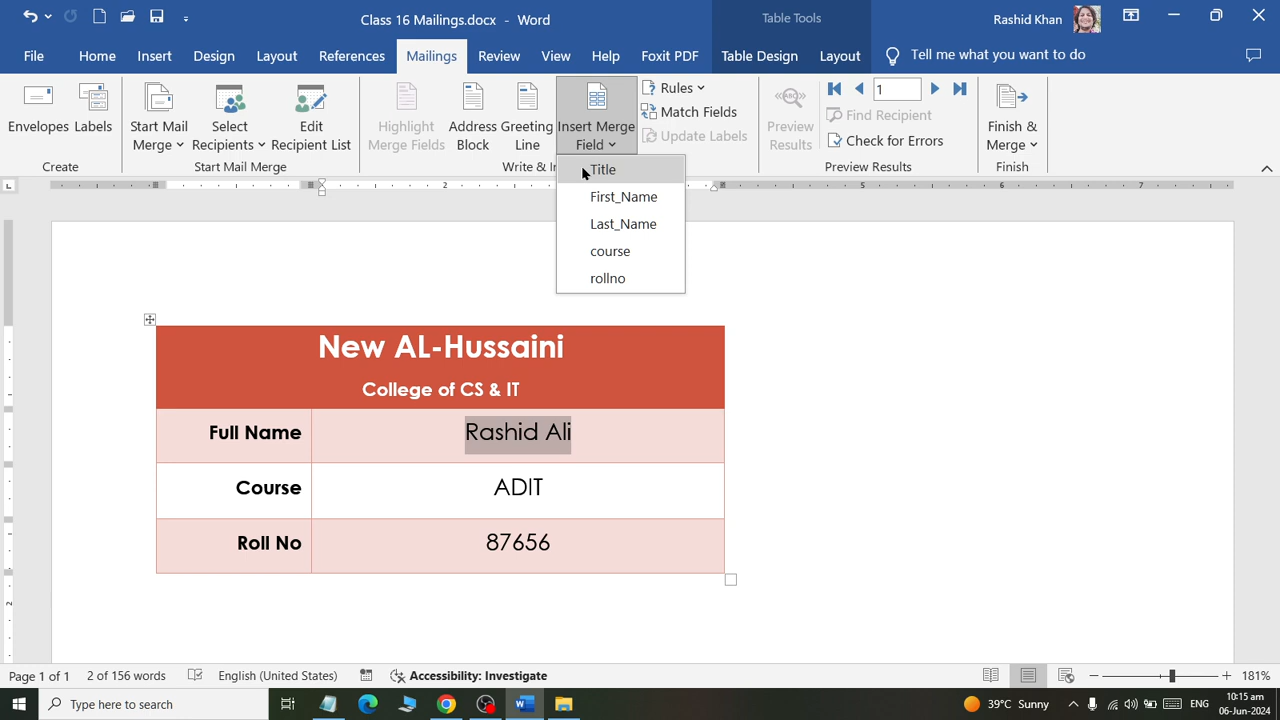 Class 16 Mailings.docx - Word
Table Tools
Rashid Khan
File Home Insert Design Layout References Mailings Review View Help Foxit PDF Table Design Layout Tell me what you want to do
Envelopes
Labels
Create
Start Mail
Merge
Select
Recipients
Edit
Recipient List
Start Mail Merge
Highlight
Merge Fields
Address
Block
Greeting
Line
Insert Merge
Field
Write & In
Rules
Match Fields
Update Labels
Preview
Results
1
Find Recipient
Check for Errors
Preview Results
Finish &
Merge
Finish
Title
First_Name
Last_Name
course
rollno
New AL-Hussaini
College of CS & IT
Full Name Rashid Ali
Course ADIT
Roll No 87656
Page 1 of 1 2 of 156 words English (United States) Accessibility: Investigate 181%
Type here to search
39°C Sunny
ENG
10:15 am
06-Jun-2024